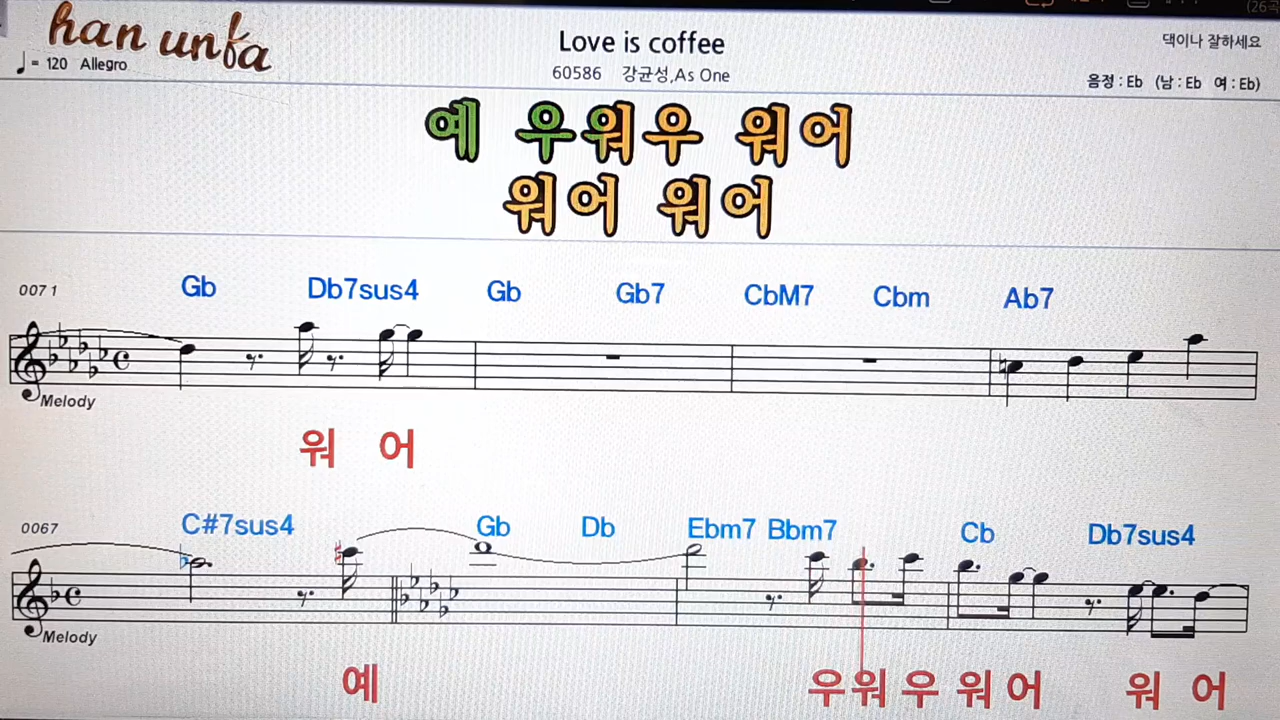 han unfa
♩= 120 Allegro
Love is coffee
60586 강균성,As One
댁이나 잘하세요
음정 : Eb (남 : Eb 여 : Eb)
예 우워우 워어
워어 워어
0071
Gb Db7sus4 Gb Gb7 CbM7 Cbm Ab7
Melody
워 어
0067
C#7sus4 Gb Db Ebm7 Bbm7 Cb Db7sus4
Melody
예 우워 우 워 어 워 어